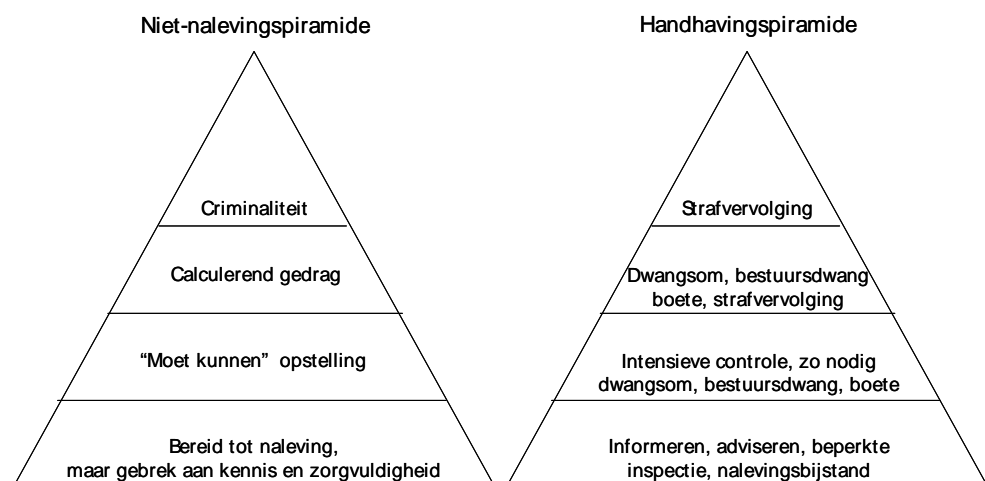 Niet-nalevingspiramide
Criminaliteit
Calculerend gedrag
“Moet kunnen” opstelling
Bereid tot naleving,
maar gebrek aan kennis en zorgvuldigheid
Handhavingspiramide
Strafvervolging
Dwangsom, bestuursdwang
boete, strafvervolging
Intensieve controle, zo nodig
dwangsom, bestuursdwang, boete
Informeren, adviseren, beperkte
inspectie, nalevingsbijstand